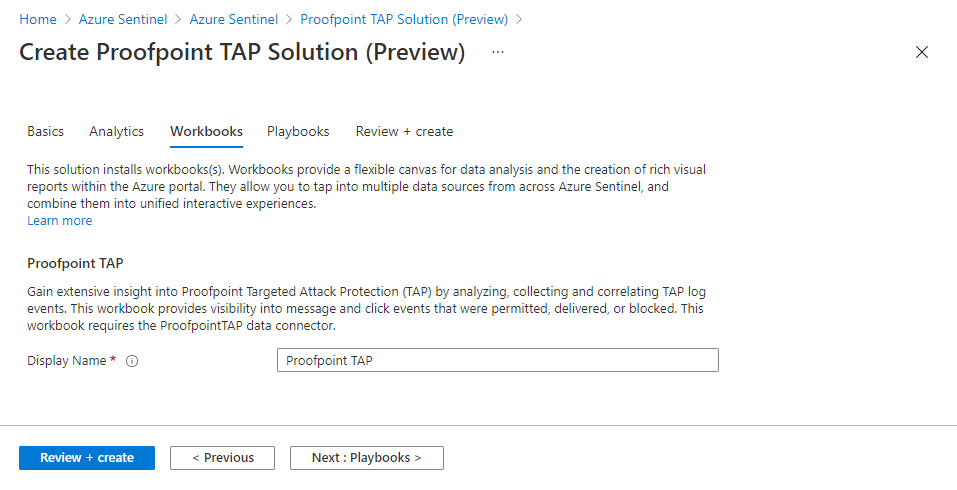 Home > Azure Sentinel > Azure Sentinel > Proofpoint TAP Solution (Preview) >
Create Proofpoint TAP Solution (Preview) ...
Basics Analytics Workbooks Playbooks Review + create
This solution installs workbooks(s). Workbooks provide a flexible canvas for data analysis and the creation of rich visual
reports within the Azure portal. They allow you to tap into multiple data sources from across Azure Sentinel, and
combine them into unified interactive experiences.
Learn more
Proofpoint TAP
Gain extensive insight into Proofpoint Targeted Attack Protection (TAP) by analyzing, collecting and correlating TAP log
events. This workbook provides visibility into message and click events that were permitted, delivered, or blocked. This
workbook requires the ProofpointTAP data connector.
Display Name * Proofpoint TAP
Review + create < Previous Next : Playbooks >